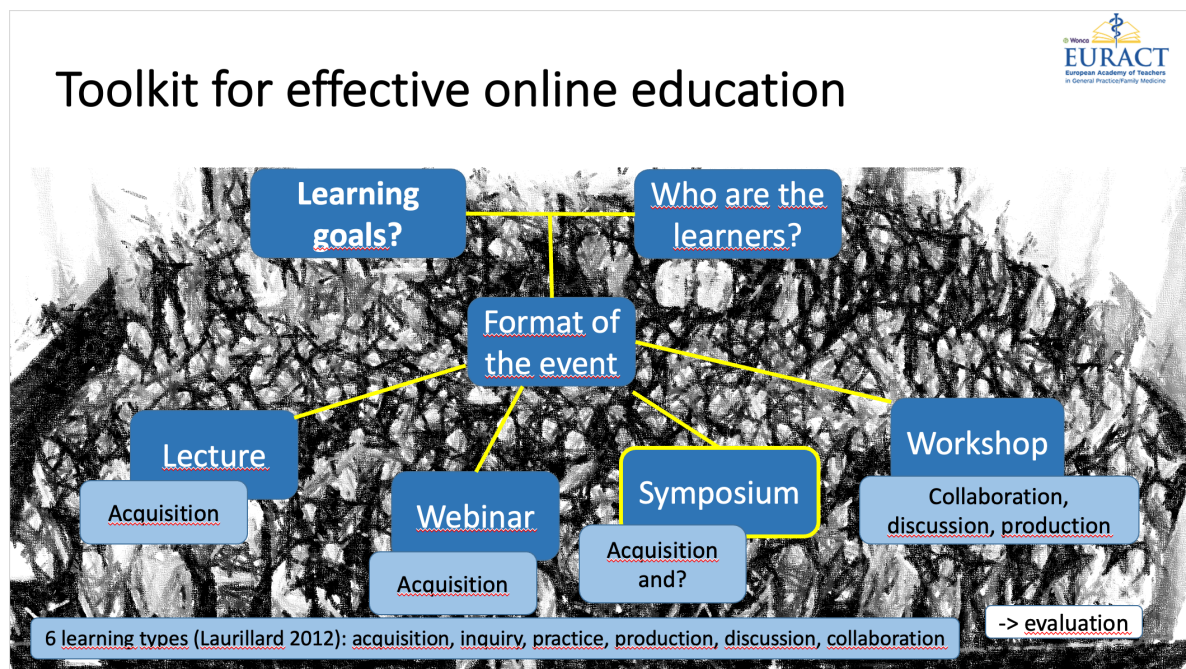 Wonca
EURACT
European Academy of Teachers
in General Practice/Family Medicine
Toolkit for effective online education
Learning
goals?
Who are the
learners?
Format of
the event
Lecture
Acquisition
Webinar
Acquisition
Symposium
Acquisition
and?
Workshop
Collaboration,
discussion, production
-> evaluation
6 learning types (Laurillard 2012): acquisition, inquiry, practice, production, discussion, collaboration